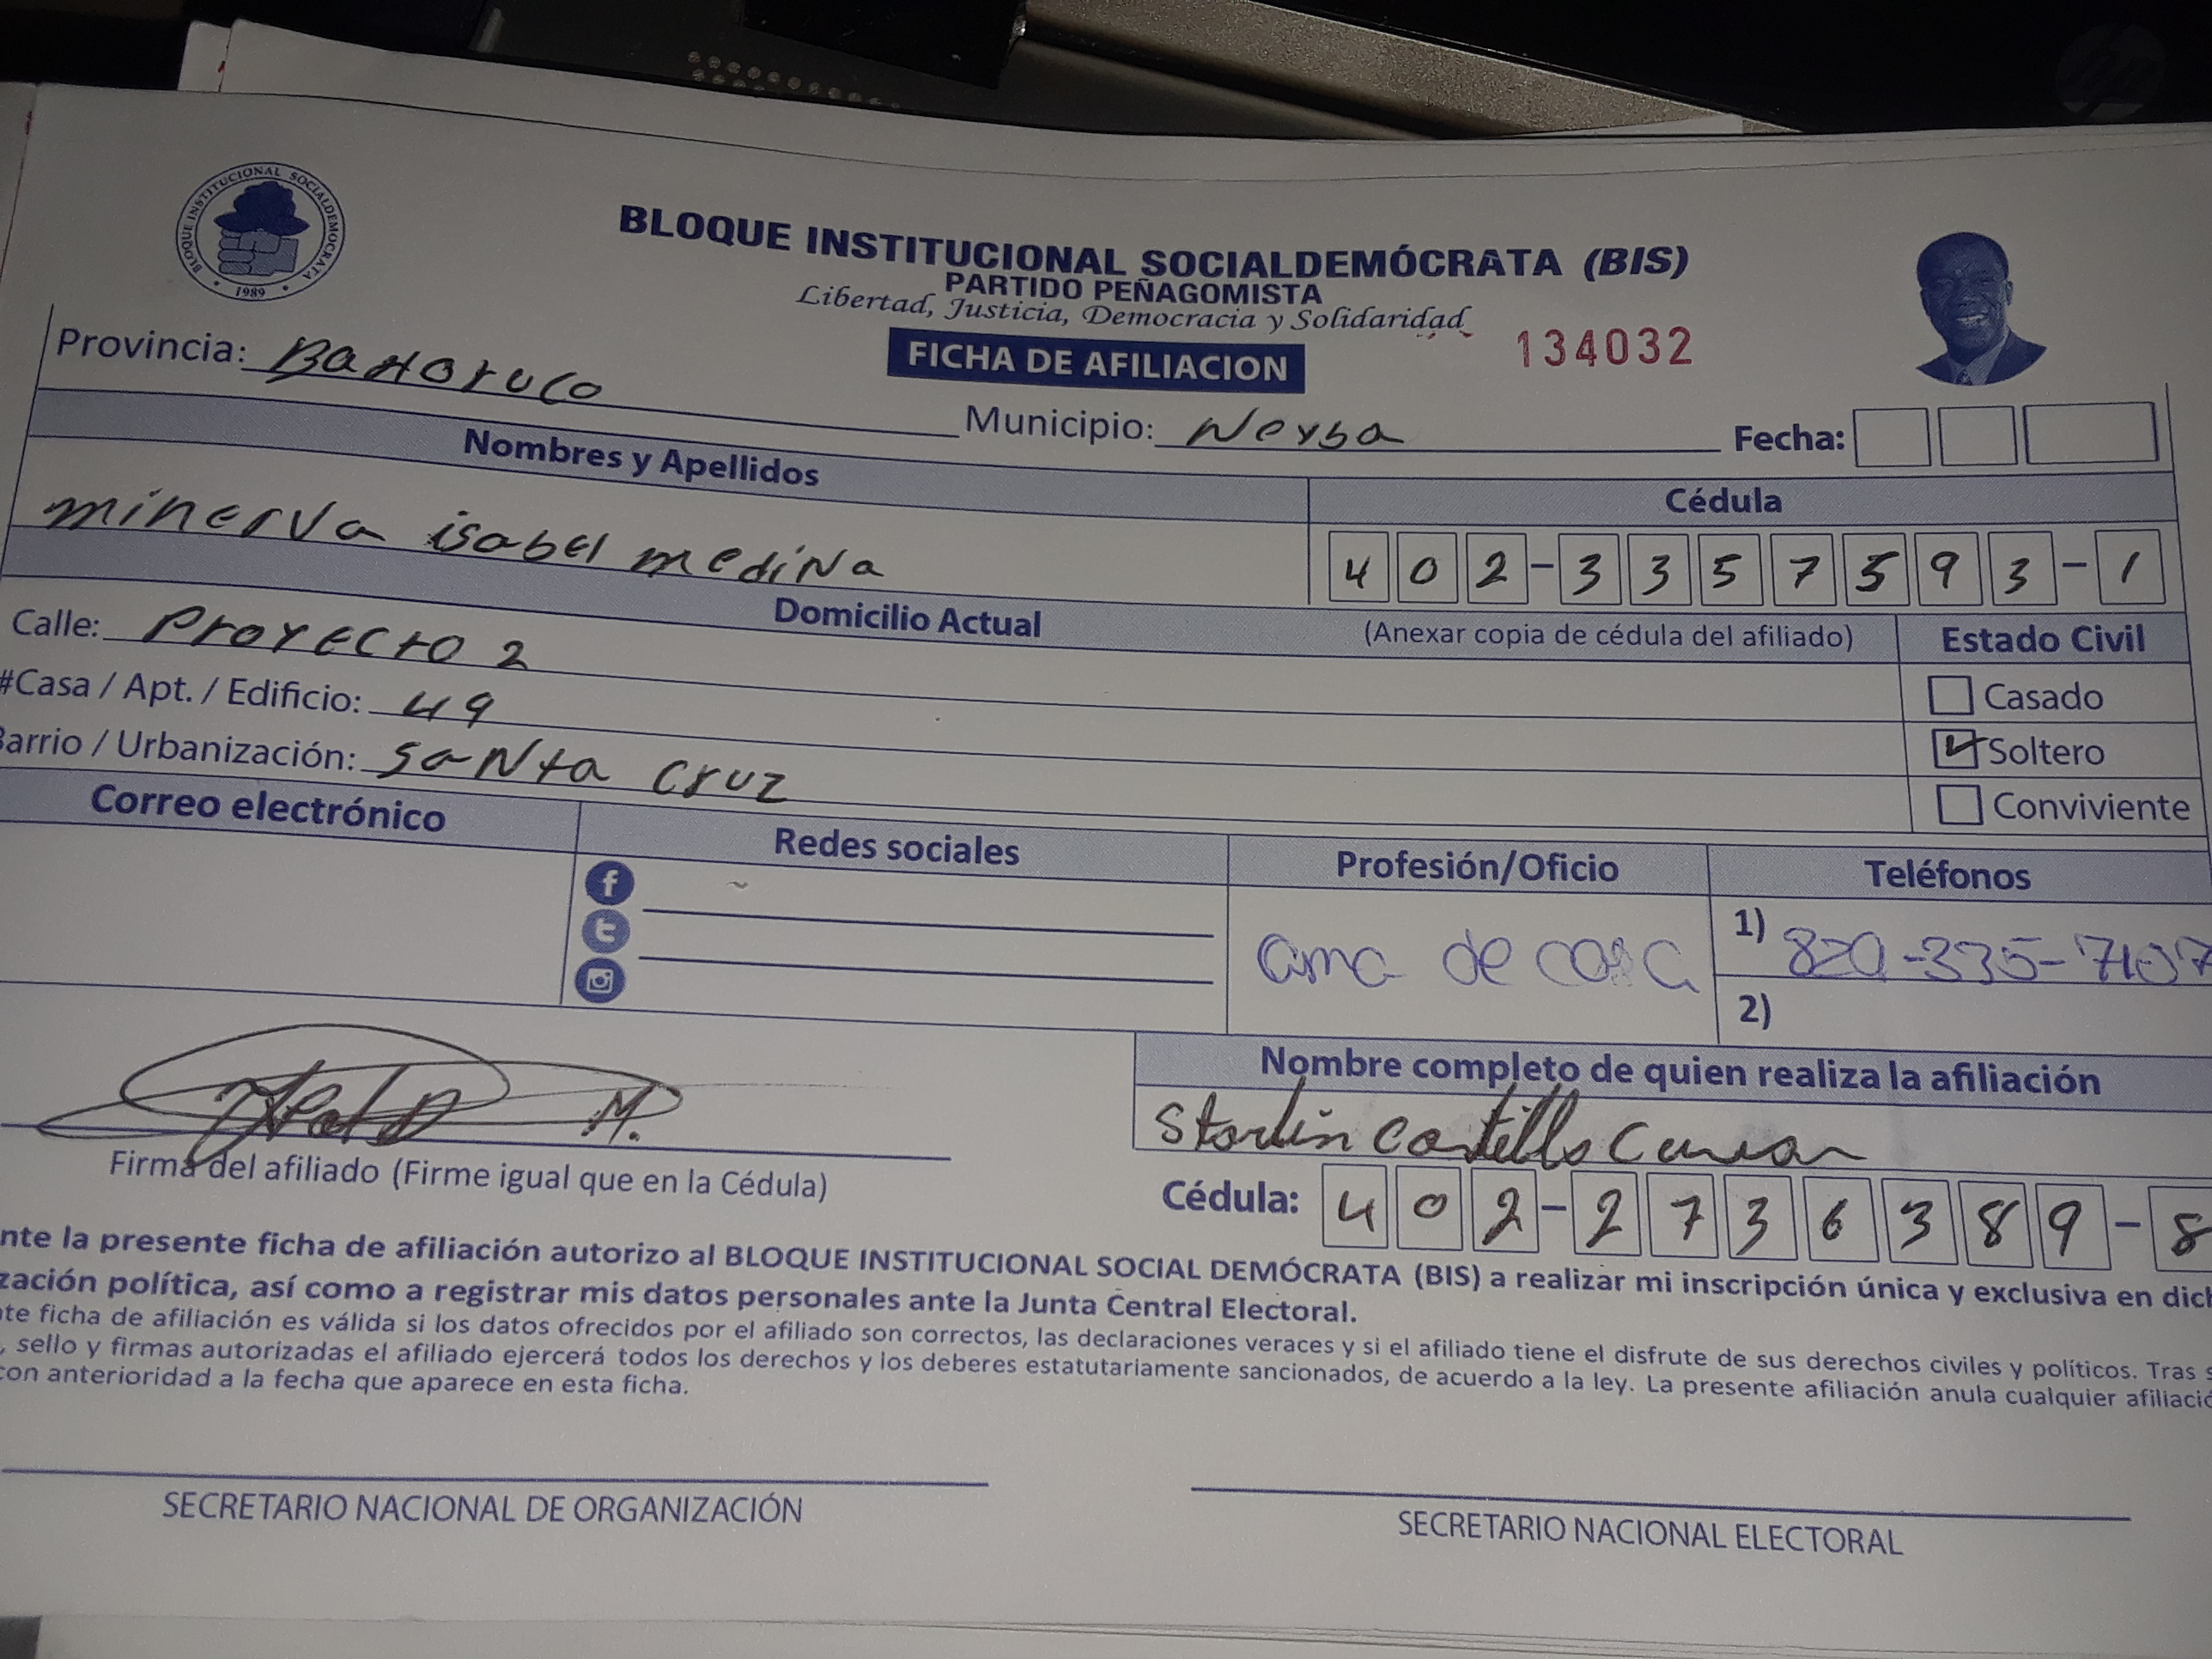 BLOQUE INSTITUCIONAL SOCIALDEMOCRATA
1989
BLOQUE INSTITUCIONAL SOCIALDEMÓCRATA (BIS)
PARTIDO PEÑAGOMISTA
Libertad, Justicia, Democracia y Solidaridad
FICHA DE AFILIACION 134032
Provincia: BAHOruco Municipio: Neyba Fecha:
Nombres y Apellidos Cédula
minerva isabel mediNa 402-3357593-1
Domicilio Actual (Anexar copia de cédula del afiliado) Estado Civil
Calle: ProyEcto 2
Casado
#Casa / Apt. / Edificio: 49
Soltero
Barrio / Urbanización: SaNta Cruz
Conviviente
Correo electrónico Redes sociales Profesión/Oficio Teléfonos
ama de casa
1) 829-335-7107
2)
M.
Firma del afiliado (Firme igual que en la Cédula)
Nombre completo de quien realiza la afiliación
Starlin Castillo
Cédula: 402-2736389-8
nte la presente ficha de afiliación autorizo al BLOQUE INSTITUCIONAL SOCIAL DEMÓCRATA (BIS) a realizar mi inscripción única y exclusiva en dich
zación política, así como a registrar mis datos personales ante la Junta Central Electoral.
te ficha de afiliación es válida si los datos ofrecidos por el afiliado son correctos, las declaraciones veraces y si el afiliado tiene el disfrute de sus derechos civiles y políticos. Tras s
, sello y firmas autorizadas el afiliado ejercerá todos los derechos y los deberes estatutariamente sancionados, de acuerdo a la ley. La presente afiliación anula cualquier afiliació
con anterioridad a la fecha que aparece en esta ficha.
SECRETARIO NACIONAL DE ORGANIZACIÓN
SECRETARIO NACIONAL ELECTORAL